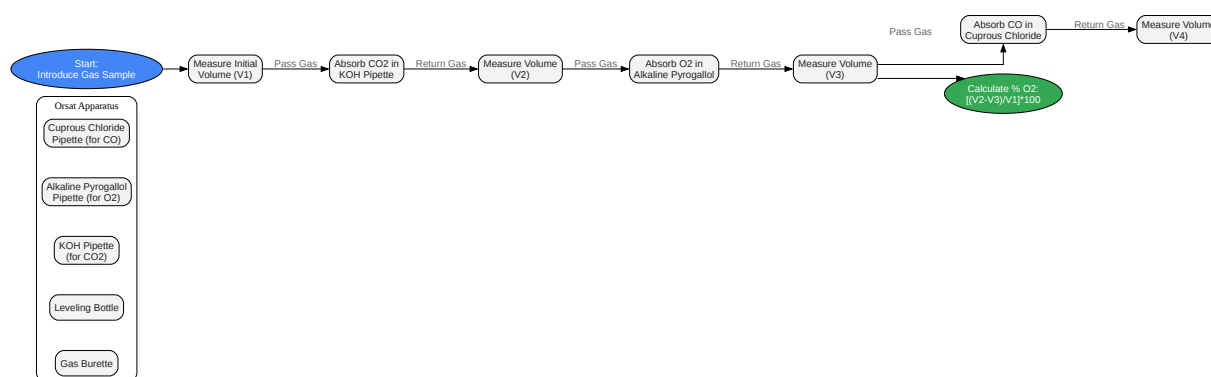 Start:
Introduce Gas Sample
Measure Initial
Volume (V1)
Pass Gas
Absorb CO2 in
KOH Pipette
Return Gas
Measure Volume
(V2)
Pass Gas
Absorb O2 in
Alkaline Pyrogallol
Return Gas
Measure Volume
(V3)
Pass Gas
Absorb CO in
Cuprous Chloride
Return Gas
Measure Volume
(V4)
Calculate % O2:
[(V2-V3)/V1]*100
Orsat Apparatus
Cuprous Chloride
Pipette (for CO)
Alkaline Pyrogallol
Pipette (for O2)
KOH Pipette
(for CO2)
Leveling Bottle
Gas Burette